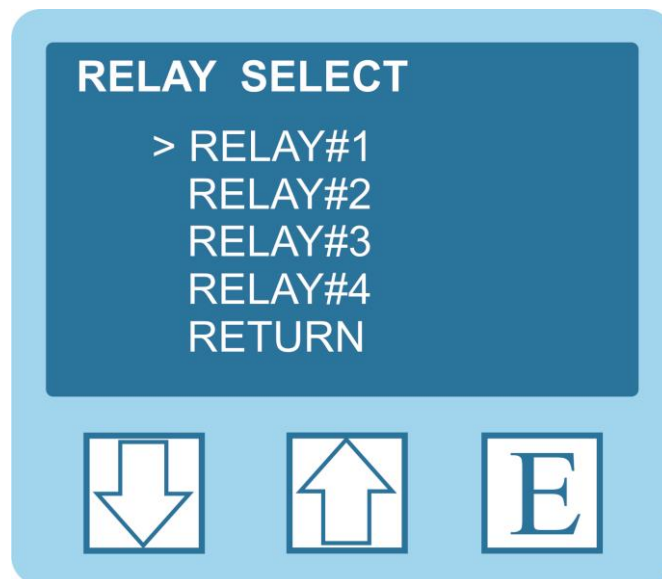 RELAY SELECT
> RELAY#1
RELAY#2
RELAY#3
RELAY#4
RETURN
E